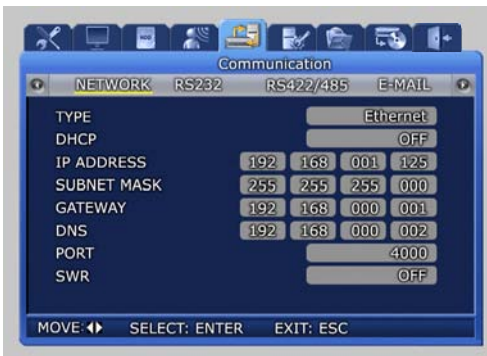 HDD
Communication
NETWORK RS232 RS422/485 E-MAIL
TYPE Ethernet
DHCP OFF
IP ADDRESS 192 168 001 125
SUBNET MASK 255 255 255 000
GATEWAY 192 168 000 001
DNS 192 168 000 002
PORT 4000
SWR OFF
MOVE: SELECT: ENTER EXIT: ESC